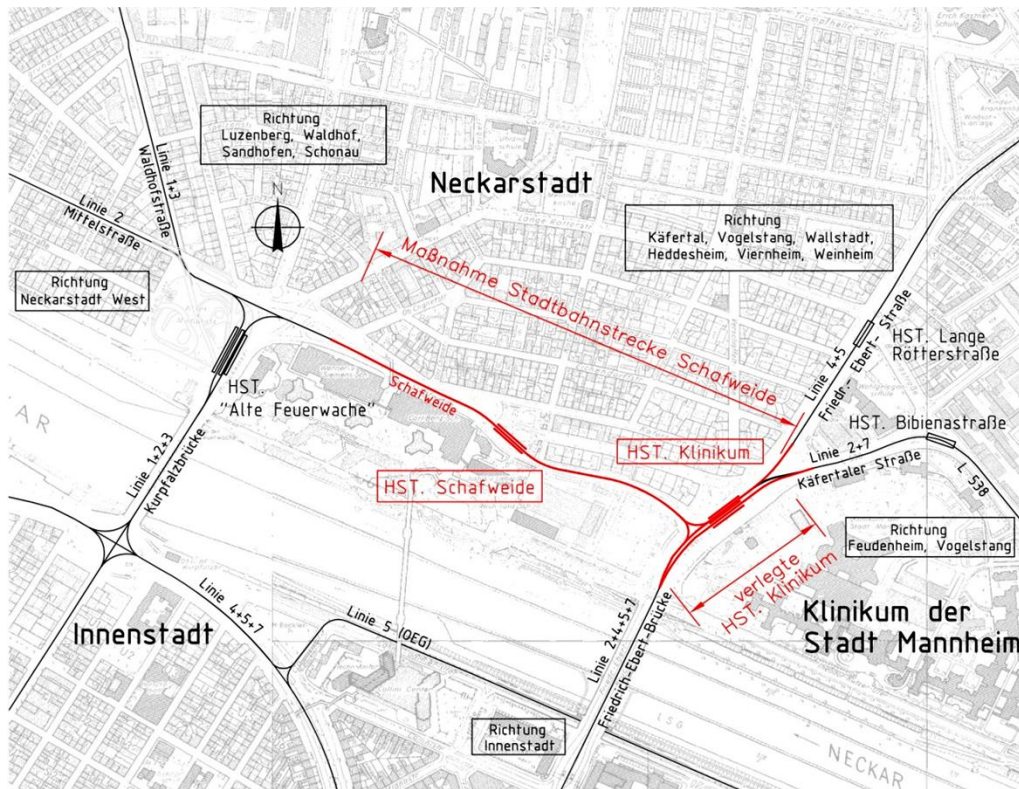 Richtung
Luzenberg, Waldhof,
Sandhofen, Schonau
Linie 1+3
Waldhofstraße
Linie 2
Mittelstraße
N
Neckarstadt
Richtung
Käfertal, Vogelstang, Wallstadt,
Heddesheim, Viernheim, Weinheim
Richtung
Neckarstadt West
Maßnahme Stadtbahnstrecke Schafweide
HST.
"Alte Feuerwache"
Schafweide
HST. Schafweide
HST. Klinikum
Linie 4+5
Friedr.- Ebert- Straße
HST. Lange
Rötterstraße
HST. Bibienastraße
Linie 2+7
Käfertaler Straße
L 538
Richtung
Feudenheim, Vogelstang
Linie 1+2+3
Kurpfalzbrücke
verlegte
HST. Klinikum
Klinikum der
Stadt Mannheim
Innenstadt
Linie 4+5+7
Linie 5 (OEG)
Linie 2+4+5+7
Friedrich-Ebert-Brücke
Richtung
Innenstadt
LSG
NECKAR